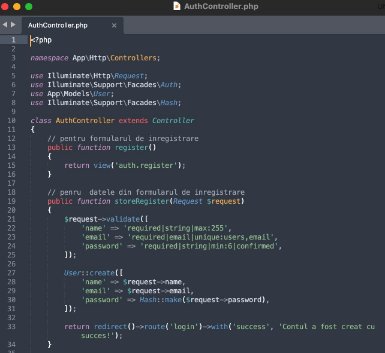 AuthController.php
AuthController.php
1 <?php
2
3 namespace App\Http\Controllers;
4
5 use Illuminate\Http\Request;
6 use Illuminate\Support\Facades\Auth;
7 use App\Models\User;
8 use Illuminate\Support\Facades\Hash;
9
10 class AuthController extends Controller
11 {
12 // pentru formularul de inregistrare
13 public function register()
14 {
15 return view('auth.register');
16 }
17
18 // penru datele din formularul de inregistrare
19 public function storeRegister(Request $request)
20 {
21 $request->validate([
22 'name' => 'required|string|max:255',
23 'email' => 'required|email|unique:users,email',
24 'password' => 'required|string|min:6|confirmed',
25 ]);
26
27 User::create([
28 'name' => $request->name,
29 'email' => $request->email,
30 'password' => Hash::make($request->password),
31 ]);
32
33 return redirect()->route('login')->with('success', 'Contul a fost creat cu
succes!');
34 }